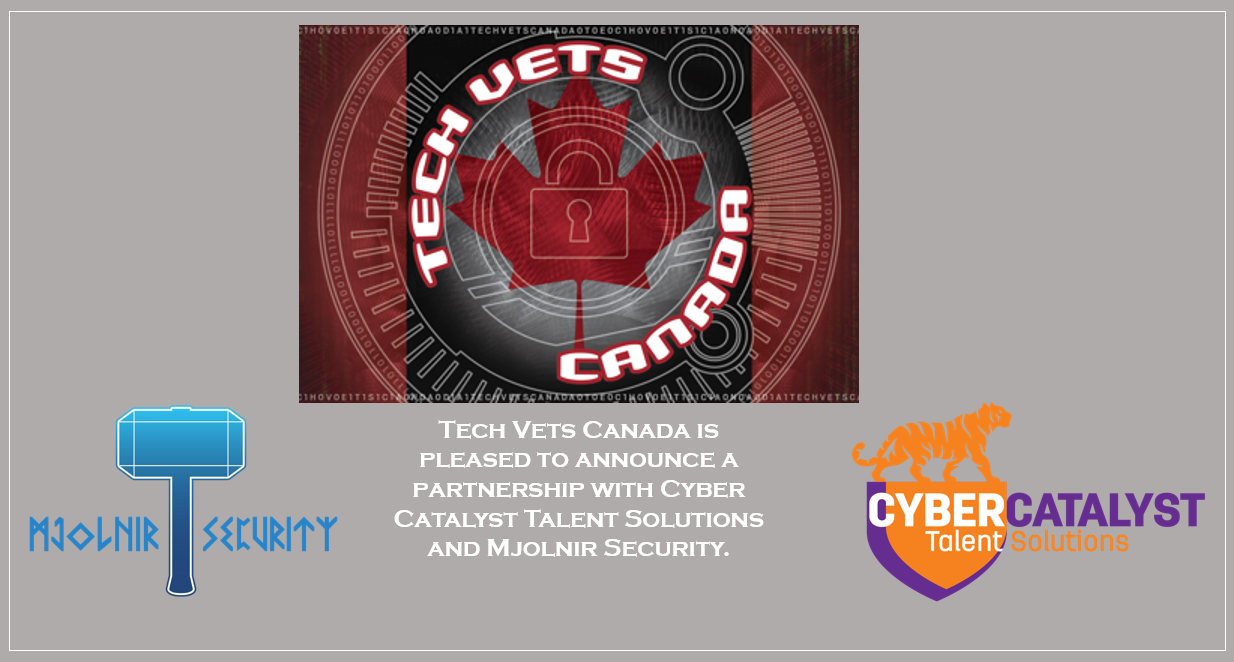 TECH VETS
CANADA
TECH VETS CANADA IS
PLEASED TO ANNOUNCE A
PARTNERSHIP WITH CYBER
CATALYST TALENT SOLUTIONS
AND MJOLNIR SECURITY.
MJOLNIR SECURITY
CYBERCATALYST
Talent Solutions